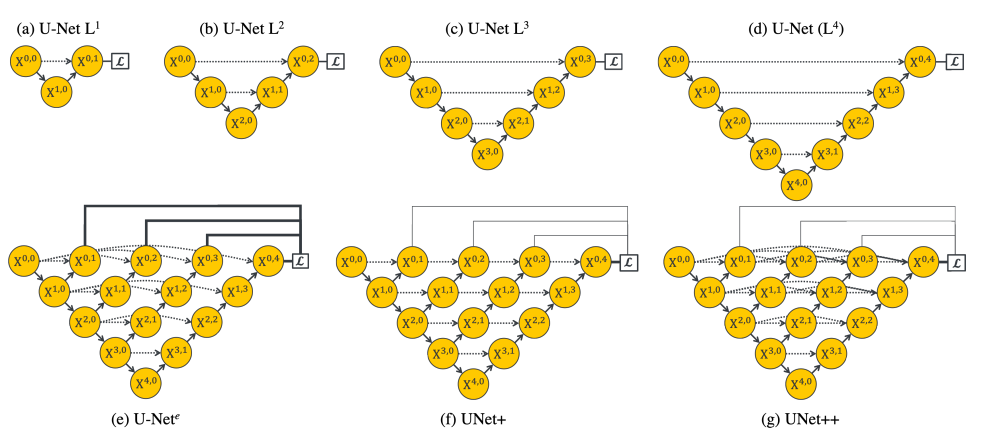 (a) U-Net L¹ (b) U-Net L² (c) U-Net L³ (d) U-Net (L⁴)
X⁰,⁰ X⁰,¹ ℒ X⁰,⁰ X⁰,² ℒ X⁰,⁰ X⁰,³ ℒ X⁰,⁰ X⁰,⁴ ℒ
X¹,⁰ X¹,⁰ X¹,¹ X¹,⁰ X¹,² X¹,⁰ X¹,³
X²,⁰ X²,⁰ X²,¹ X²,⁰ X²,²
X³,⁰ X³,⁰ X³,¹
X⁴,⁰
X⁰,⁰ X⁰,¹ X⁰,² X⁰,³ X⁰,⁴ ℒ X⁰,⁰ X⁰,¹ X⁰,² X⁰,³ X⁰,⁴ ℒ X⁰,⁰ X⁰,¹ X⁰,² X⁰,³ X⁰,⁴ ℒ
X¹,⁰ X¹,¹ X¹,² X¹,³ X¹,⁰ X¹,¹ X¹,² X¹,³ X¹,⁰ X¹,¹ X¹,² X¹,³
X²,⁰ X²,¹ X²,² X²,⁰ X²,¹ X²,² X²,⁰ X²,¹ X²,²
X³,⁰ X³,¹ X³,⁰ X³,¹ X³,⁰ X³,¹
X⁴,⁰ X⁴,⁰ X⁴,⁰
(e) U-Netᵉ (f) UNet+ (g) UNet++